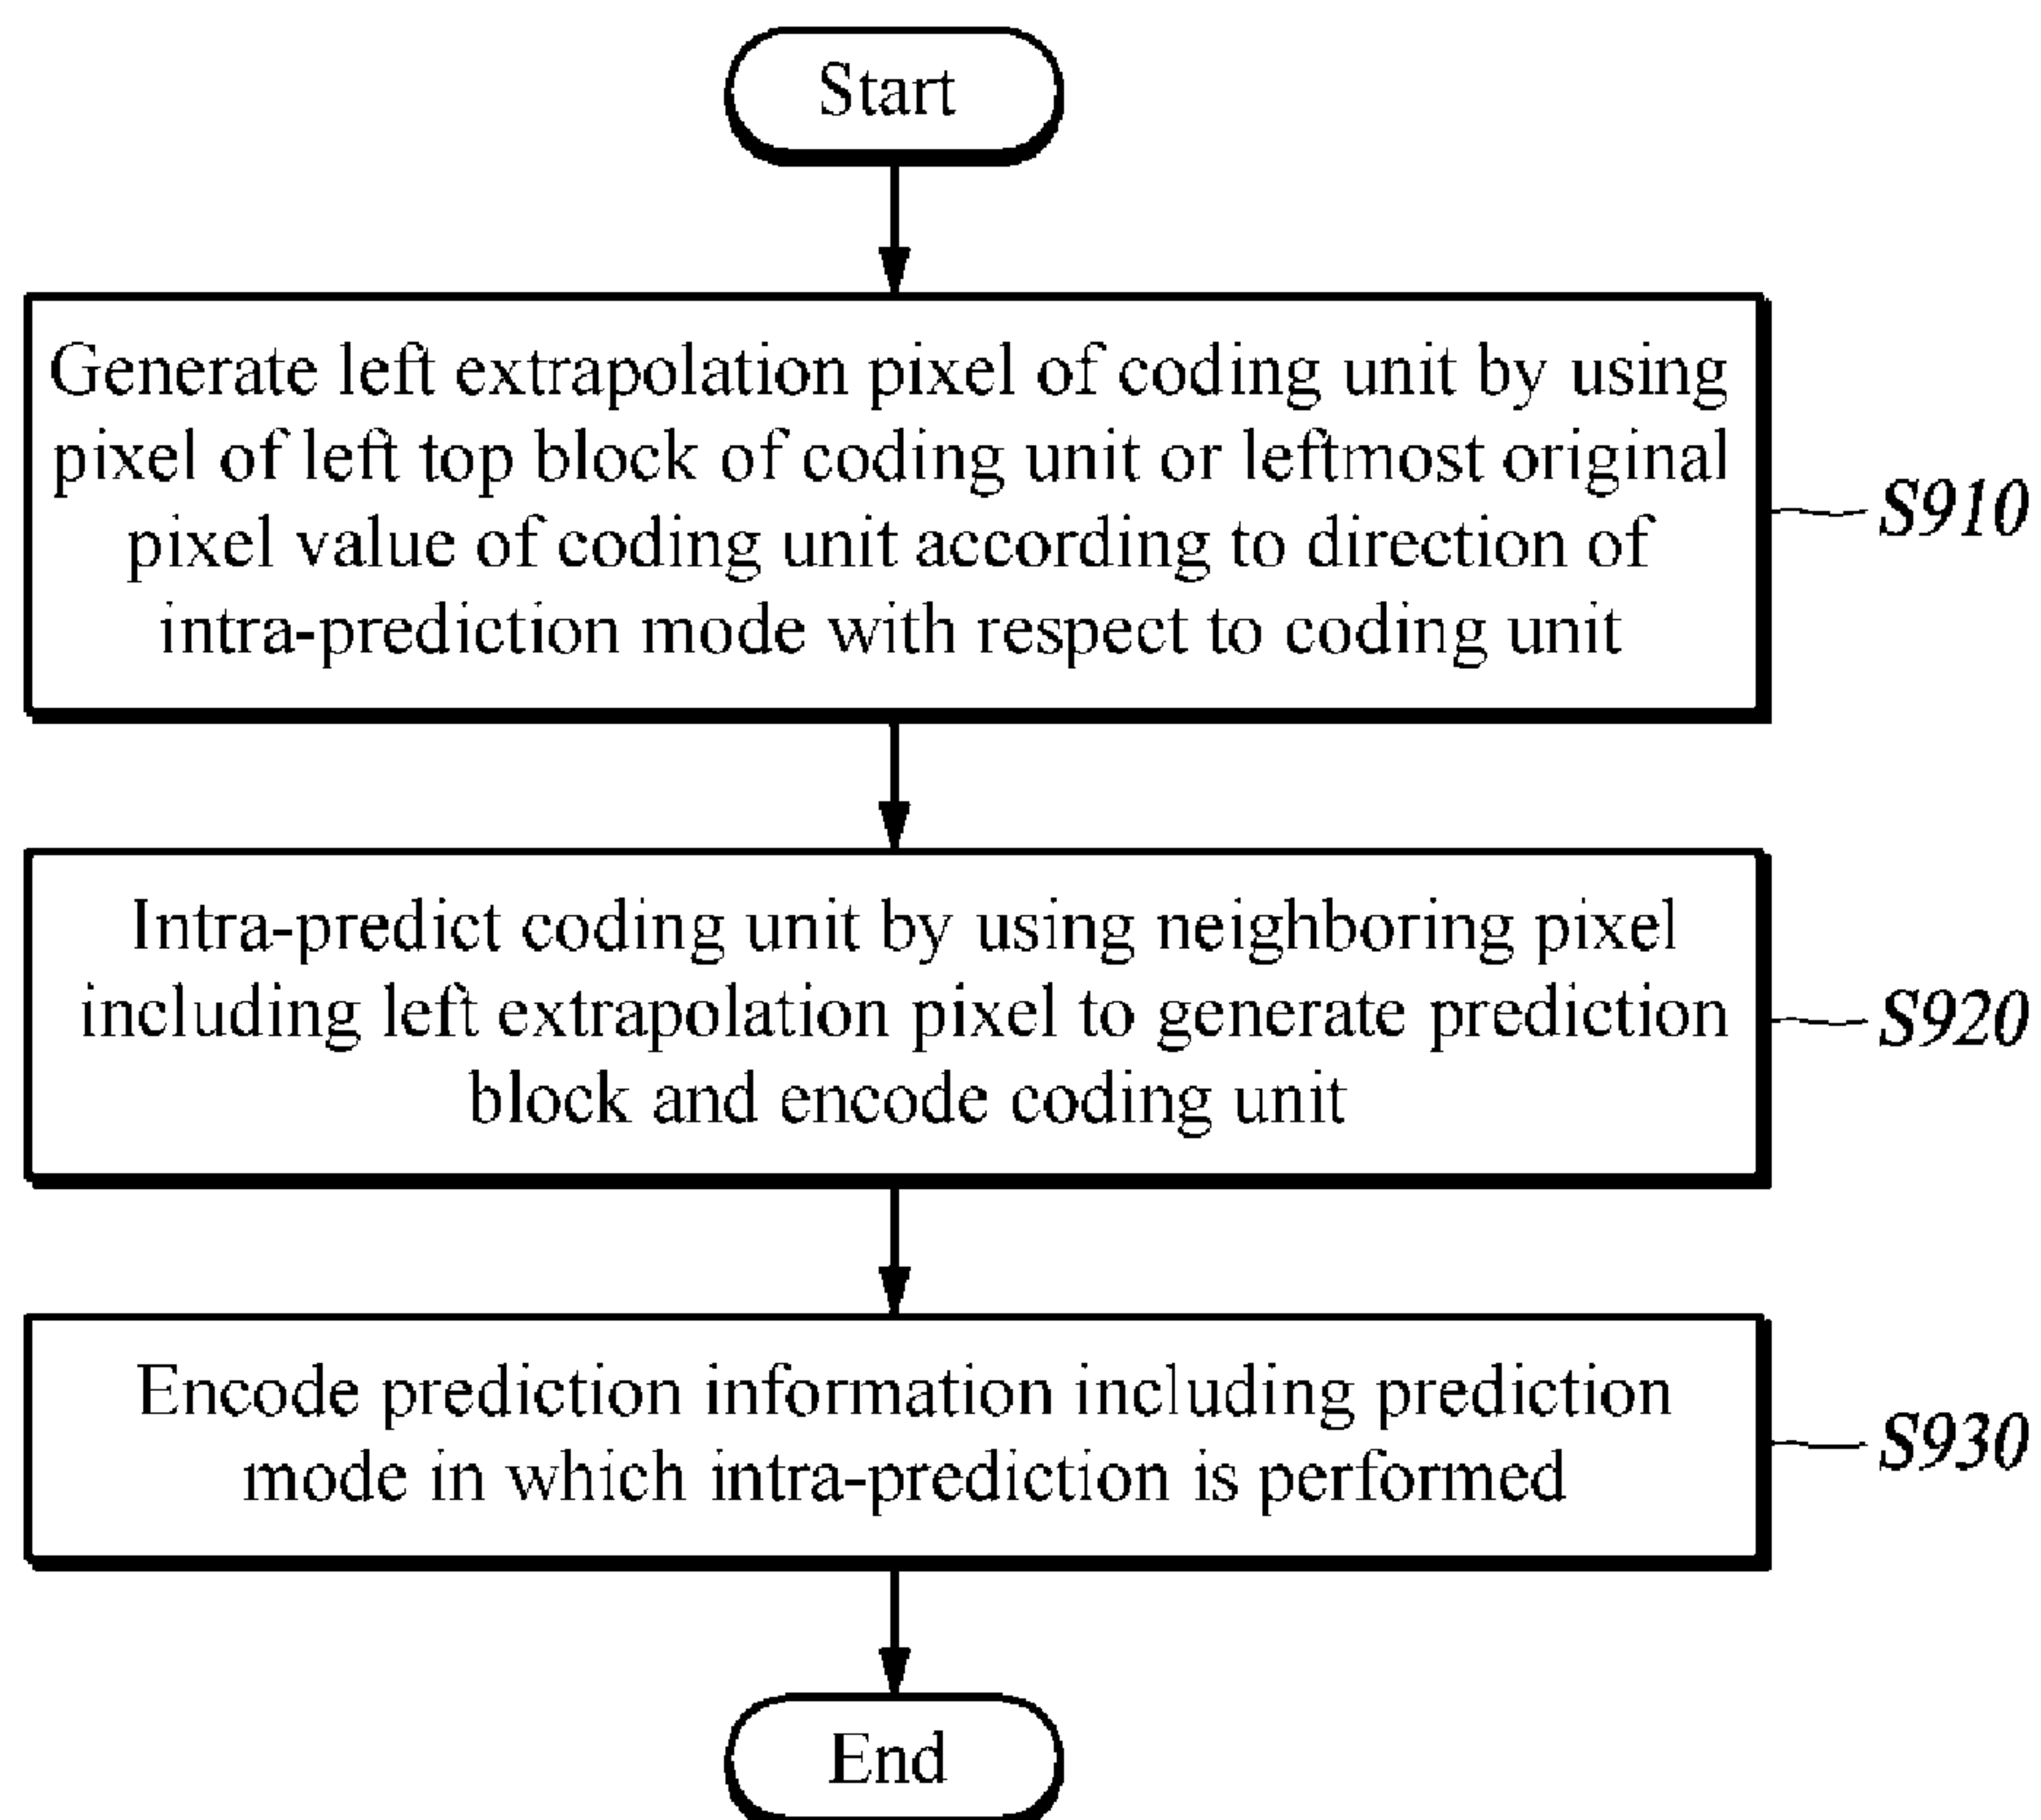 Start
Generate left extrapolation pixel of coding unit by using
pixel of left top block of coding unit or leftmost original
pixel value of coding unit according to direction of
intra-prediction mode with respect to coding unit
S910
Intra-predict coding unit by using neighboring pixel
including left extrapolation pixel to generate prediction
block and encode coding unit
S920
Encode prediction information including prediction
mode in which intra-prediction is performed
S930
End